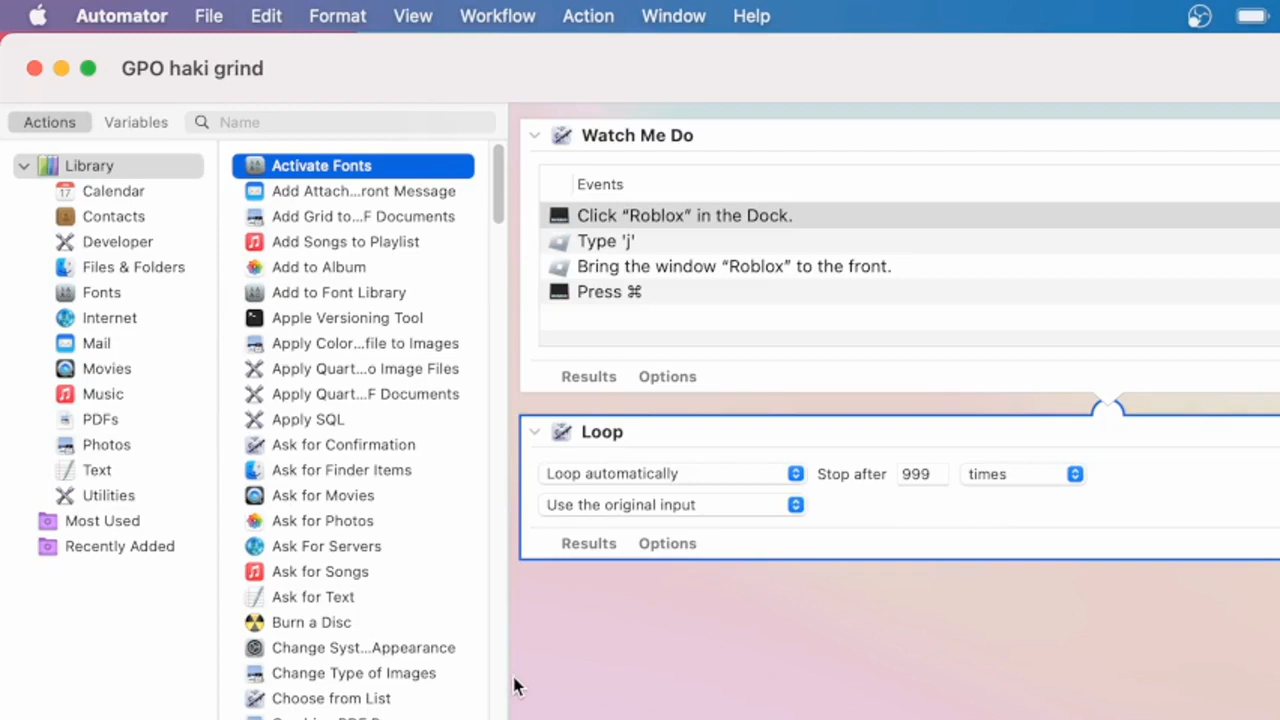 Automator File Edit Format View Workflow Action Window Help
GPO haki grind
Actions Variables Name
Library
Calendar
Contacts
Developer
Files & Folders
Fonts
Internet
Mail
Movies
Music
PDFs
Photos
Text
Utilities
Most Used
Recently Added
Activate Fonts
Add Attach...ront Message
Add Grid to...F Documents
Add Songs to Playlist
Add to Album
Add to Font Library
Apple Versioning Tool
Apply Color...file to Images
Apply Quart...o Image Files
Apply Quart...F Documents
Apply SQL
Ask for Confirmation
Ask for Finder Items
Ask for Movies
Ask for Photos
Ask For Servers
Ask for Songs
Ask for Text
Burn a Disc
Change Syst...Appearance
Change Type of Images
Choose from List
Watch Me Do
Events
Click “Roblox” in the Dock.
Type 'j'
Bring the window “Roblox” to the front.
Press ⌘
Results Options
Loop
Loop automatically Stop after 999 times
Use the original input
Results Options